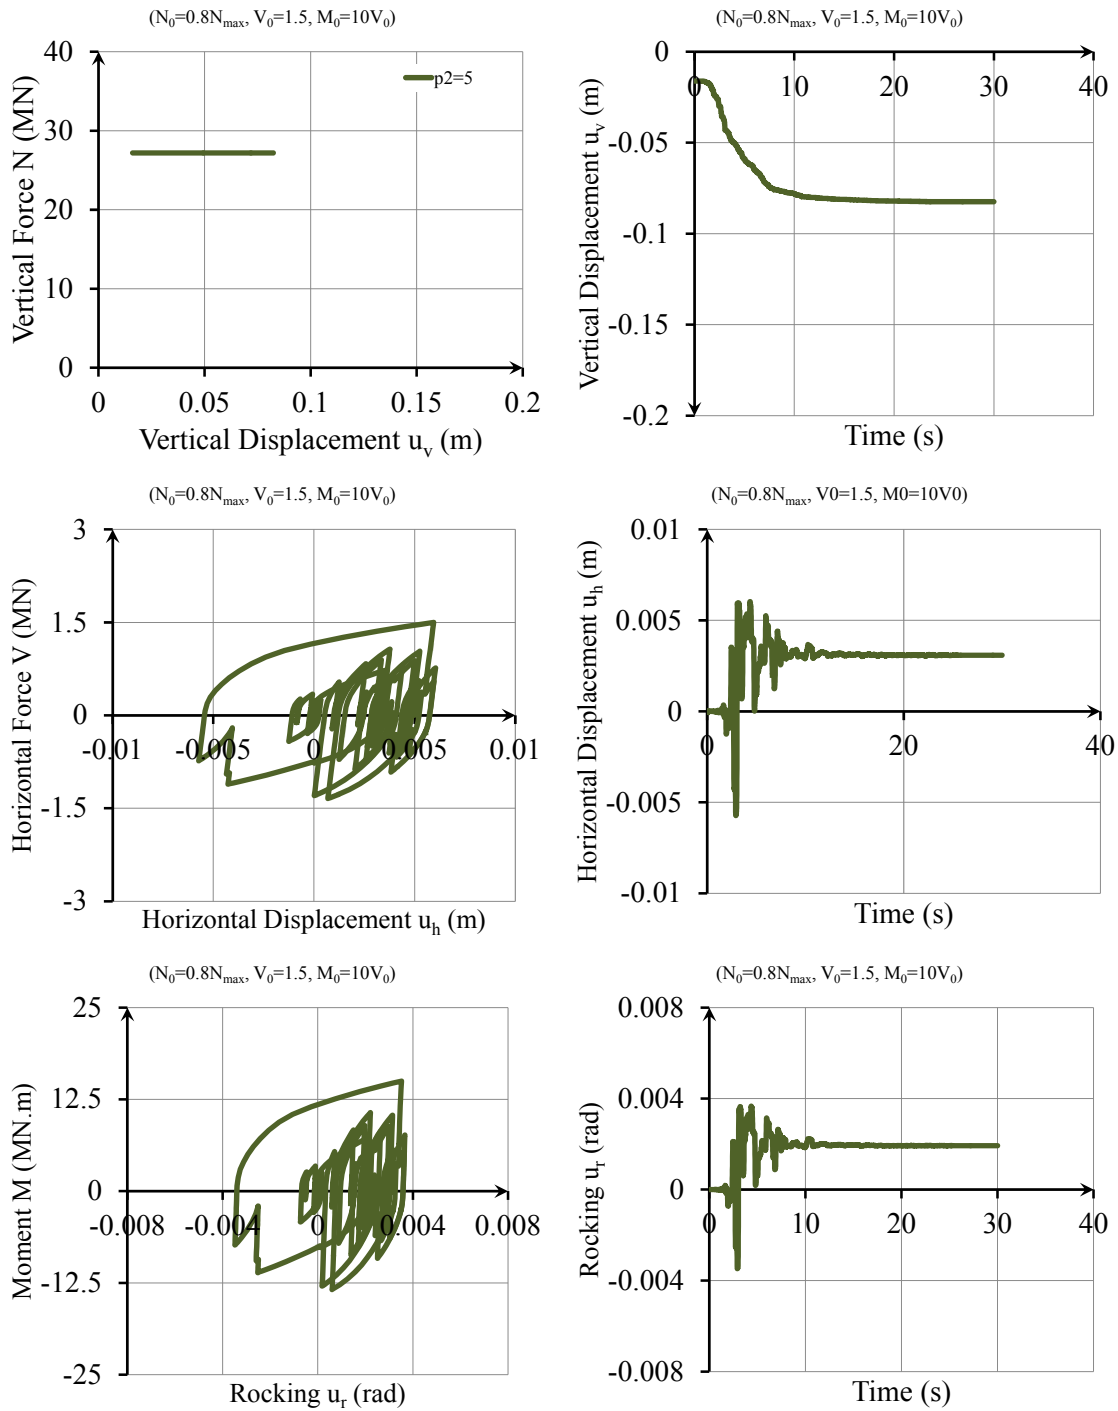 (N₀=0.8Nₘₐₓ, V₀=1.5, M₀=10V₀)
Vertical Force N (MN)
40
30
20
10
0
p2=5
0 0.05 0.1 0.15 0.2
Vertical Displacement uᵥ (m)
(N₀=0.8Nₘₐₓ, V₀=1.5, M₀=10V₀)
Vertical Displacement uᵥ (m)
0
-0.05
-0.1
-0.15
-0.2
0 10 20 30 40
Time (s)
(N₀=0.8Nₘₐₓ, V₀=1.5, M₀=10V₀)
Horizontal Force V (MN)
3
1.5
0
-1.5
-3
-0.01 -0.005 0 0.005 0.01
Horizontal Displacement uₕ (m)
(N₀=0.8Nₘₐₓ, V0=1.5, M0=10V0)
Horizontal Displacement uₕ (m)
0.01
0.005
0
-0.005
-0.01
0 20 40
Time (s)
(N₀=0.8Nₘₐₓ, V₀=1.5, M₀=10V₀)
Moment M (MN.m)
25
12.5
0
-12.5
-25
-0.008 -0.004 0 0.004 0.008
Rocking uᵣ (rad)
(N₀=0.8Nₘₐₓ, V₀=1.5, M₀=10V₀)
Rocking uᵣ (rad)
0.008
0.004
0
-0.004
-0.008
0 10 20 30 40
Time (s)